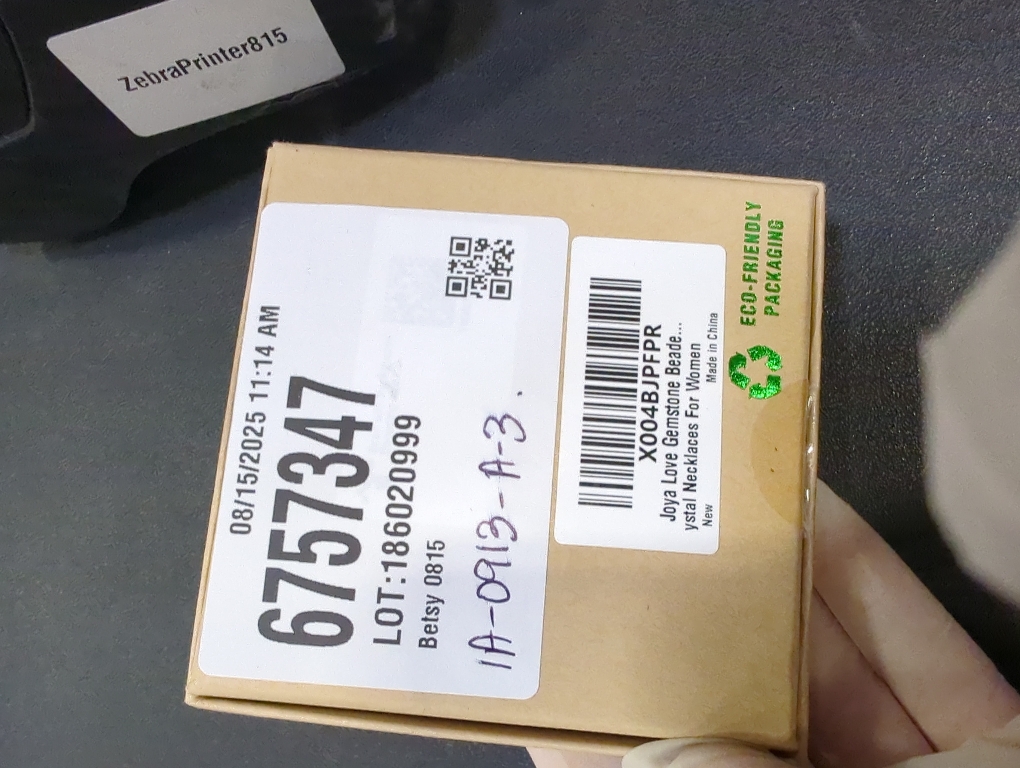 ZebraPrinter815
08/15/2025 11:14 AM
6757347
LOT:186020999
Betsy 0815
1A-0913-A-3.
X004BJPFPR
Joya Love Gemstone Beade...
ystal Necklaces For Women
New
Made in China
ECO-FRIENDLY
PACKAGING